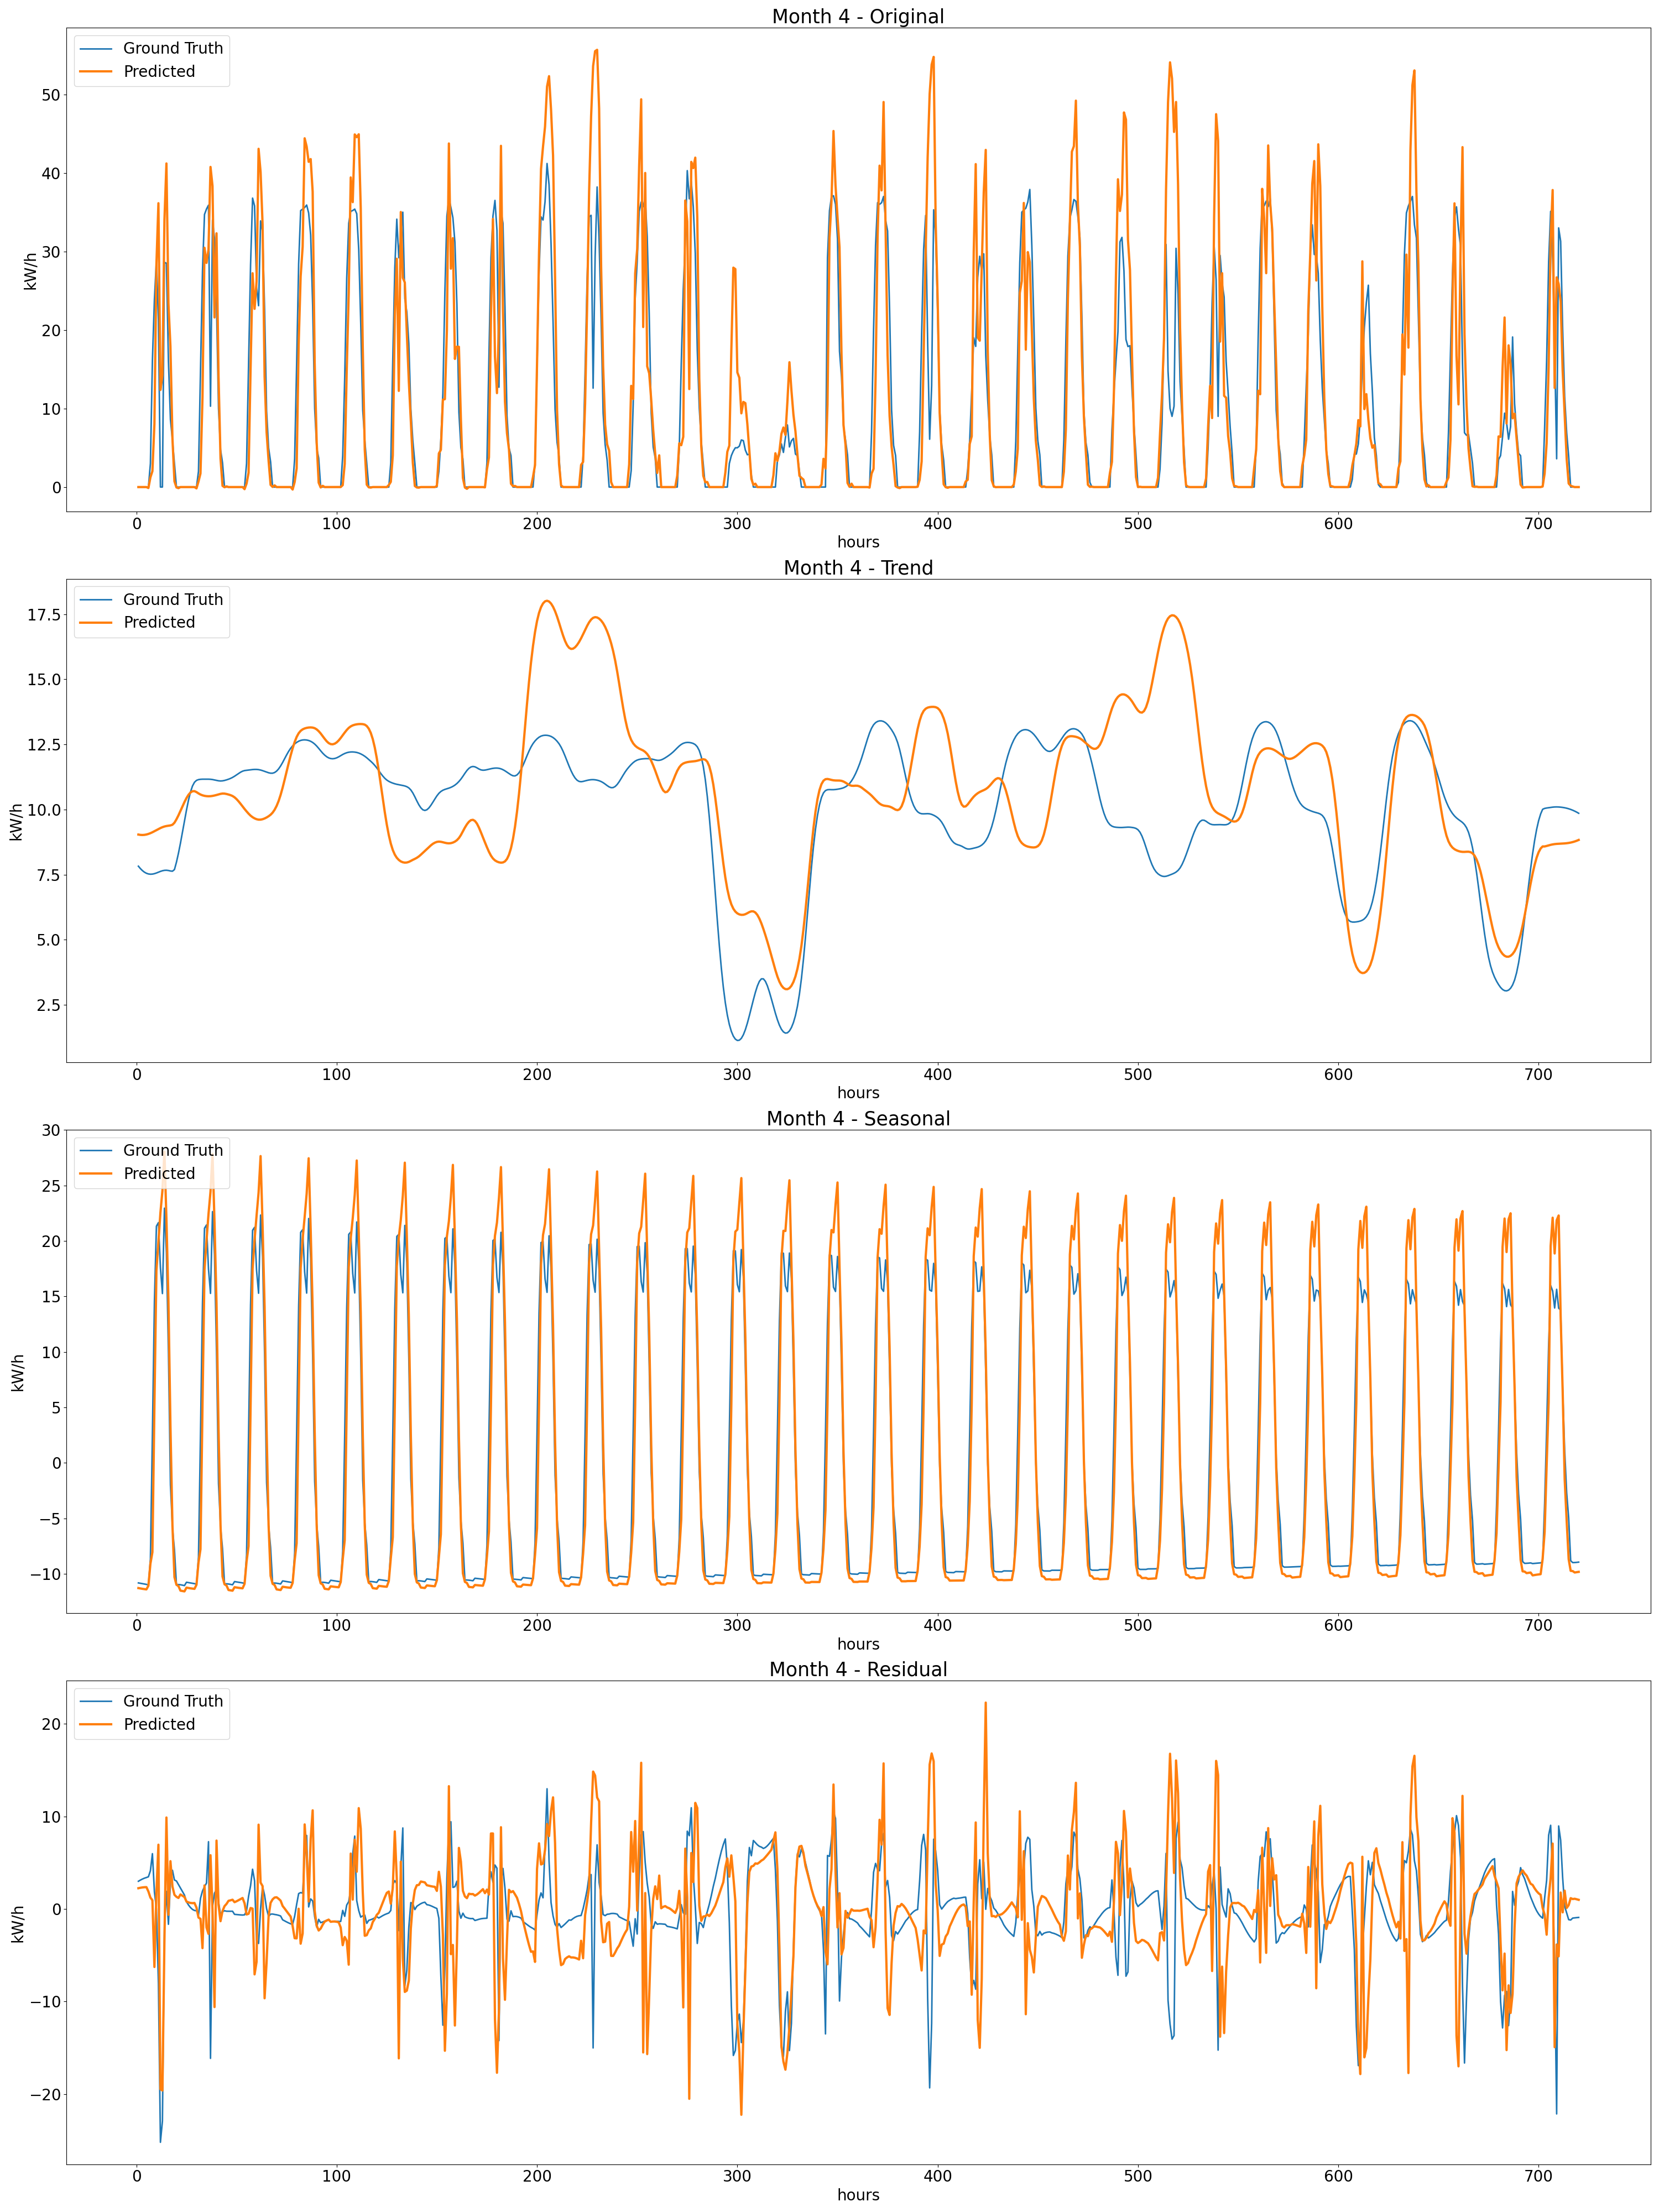 Month 4 - Original
Ground Truth
Predicted
50
40
30
20
10
0
kW/h
0 100 200 300 400 500 600 700
hours
Month 4 - Trend
Ground Truth
Predicted
17.5
15.0
12.5
10.0
7.5
5.0
2.5
kW/h
0 100 200 300 400 500 600 700
hours
Month 4 - Seasonal
Ground Truth
Predicted
30
25
20
15
10
5
0
−5
−10
kW/h
0 100 200 300 400 500 600 700
hours
Month 4 - Residual
Ground Truth
Predicted
20
10
0
−10
−20
kW/h
0 100 200 300 400 500 600 700
hours